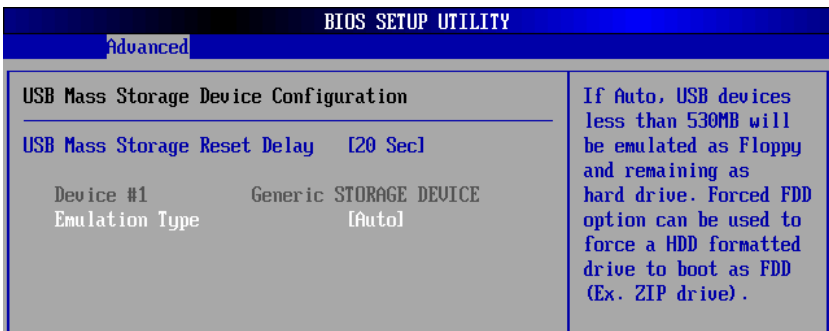 BIOS SETUP UTILITY
Advanced
USB Mass Storage Device Configuration
USB Mass Storage Reset Delay [20 Sec]
Device #1 Generic STORAGE DEVICE
Emulation Type [Auto]
If Auto, USB devices
less than 530MB will
be emulated as Floppy
and remaining as
hard drive. Forced FDD
option can be used to
force a HDD formatted
drive to boot as FDD
(Ex. ZIP drive).